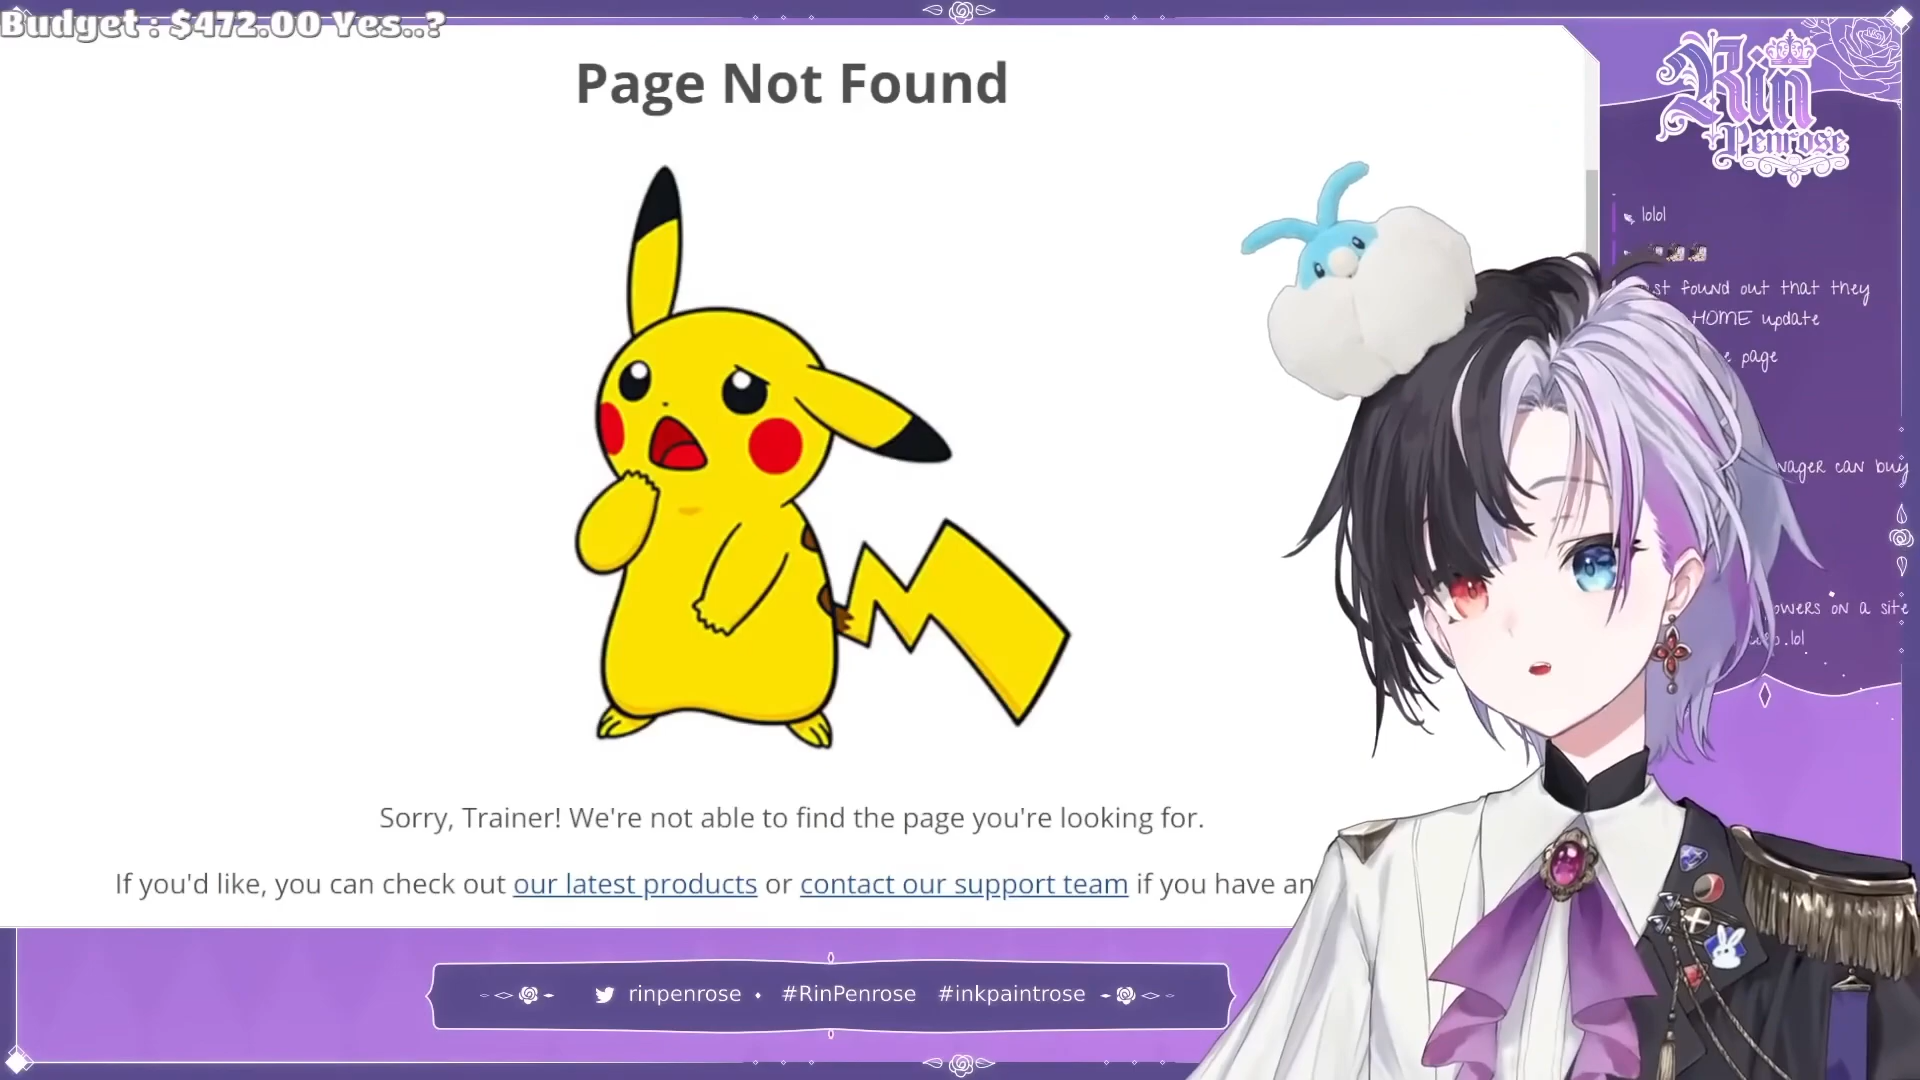 Budget : $472.00 Yes..?
Page Not Found
Rin
Penrose
lolol
st found out that they
HOME update
page
nager can buy
owers on a site
.lol
Sorry, Trainer! We're not able to find the page you're looking for.
If you'd like, you can check out our latest products or contact our support team if you have an
rinpenrose • #RinPenrose #inkpaintrose